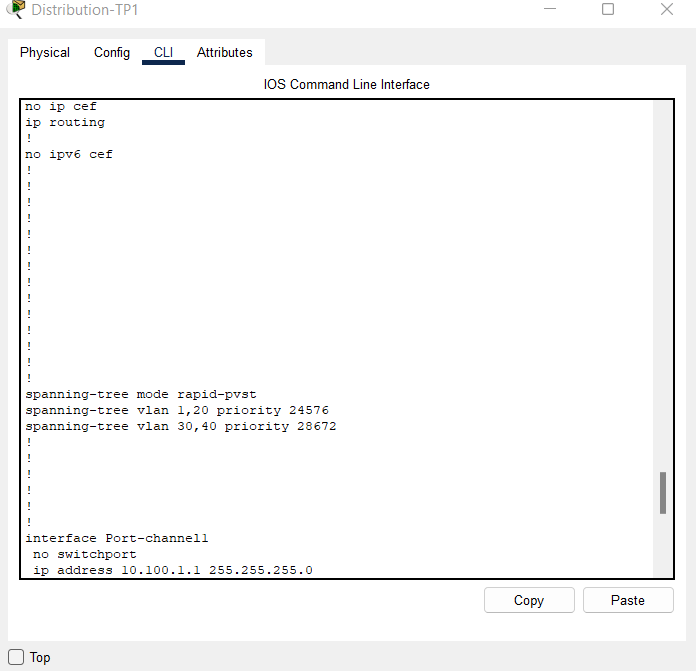 Distribution-TP1
Physical Config CLI Attributes
IOS Command Line Interface
no ip cef
ip routing
!
no ipv6 cef
!
!
!
!
!
!
!
!
!
!
!
!
!
!
spanning-tree mode rapid-pvst
spanning-tree vlan 1,20 priority 24576
spanning-tree vlan 30,40 priority 28672
!
!
!
!
!
!
interface Port-channel1
no switchport
ip address 10.100.1.1 255.255.255.0
Copy Paste
Top